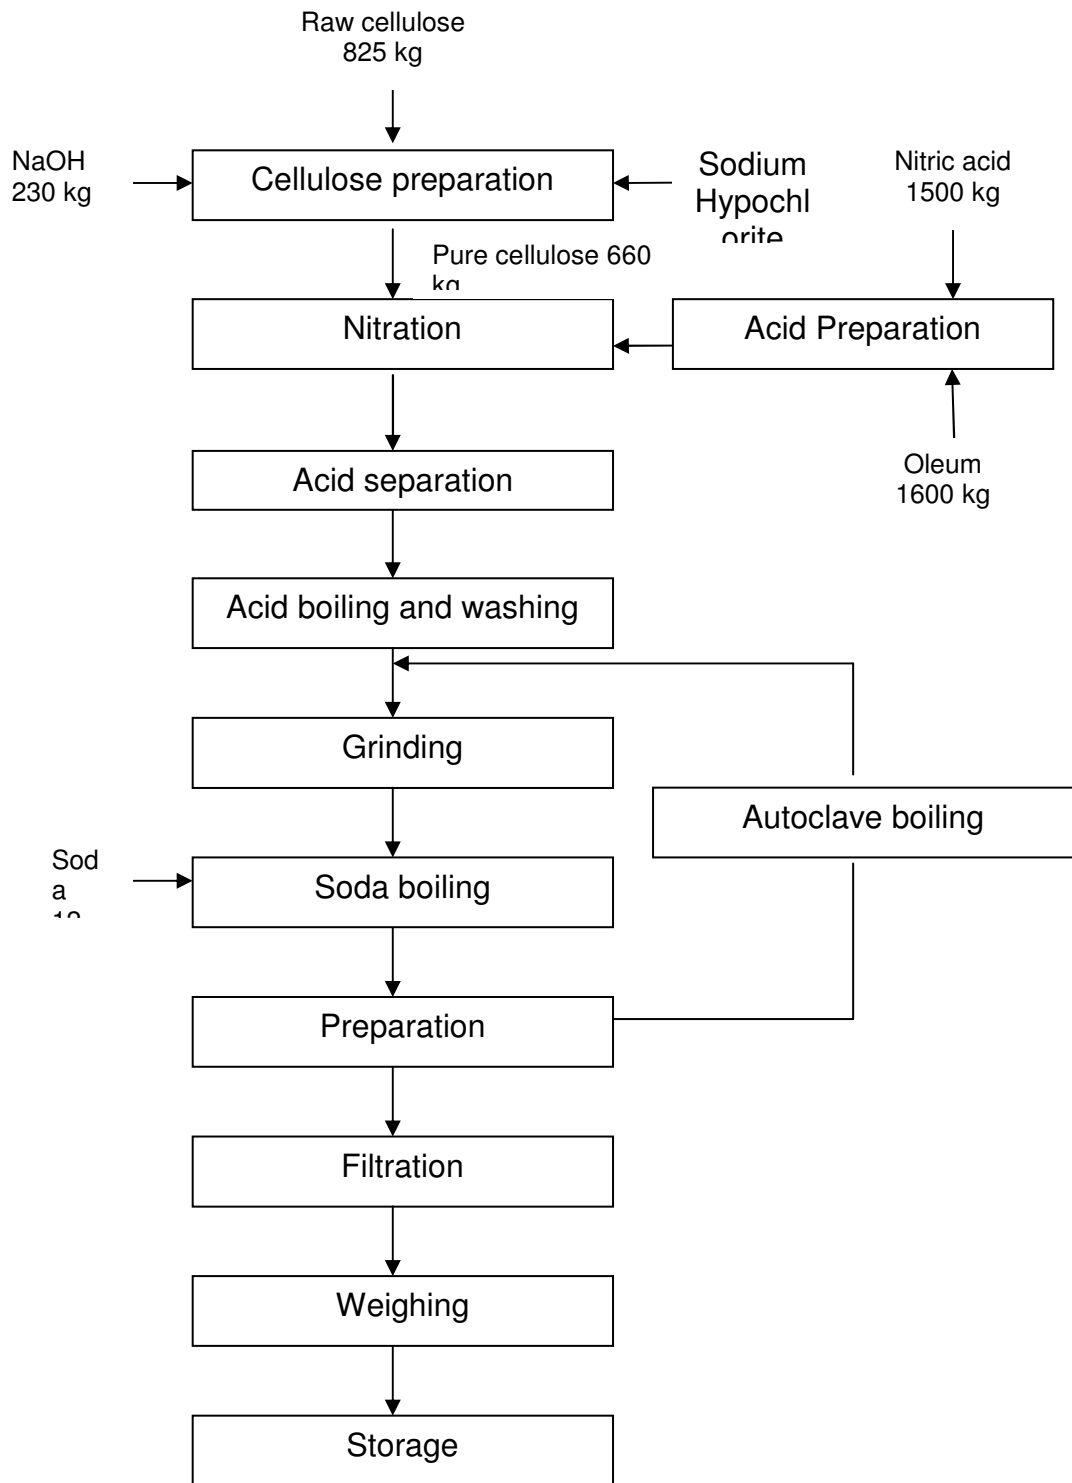 Raw cellulose
825 kg
NaOH
230 kg
Cellulose preparation
Sodium
Hypochl
orite
Nitric acid
1500 kg
Pure cellulose 660
kg
Nitration
Acid Preparation
Acid separation
Oleum
1600 kg
Acid boiling and washing
Grinding
Autoclave boiling
Sod
a
Soda boiling
Preparation
Filtration
Weighing
Storage